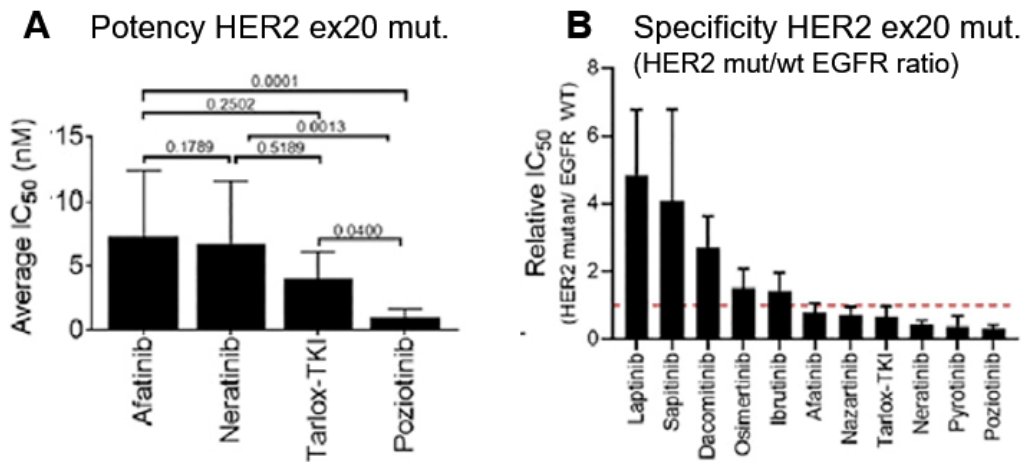 A Potency HER2 ex20 mut.
0.0001
0.2502
0.0013
0.1789
0.5189
0.0400
Average IC50 (nM)
15
10
5
0
Afatinib
Neratinib
Tarlox-TKI
Poziotinib
B Specificity HER2 ex20 mut.
(HER2 mut/wt EGFR ratio)
Relative IC50
(HER2 mutant/ EGFR WT)
8
6
4
2
0
Laptinib
Sapitinib
Dacomitinib
Osimertinib
Ibrutinib
Afatinib
Nazartinib
Tarlox-TKI
Neratinib
Pyrotinib
Poziotinib